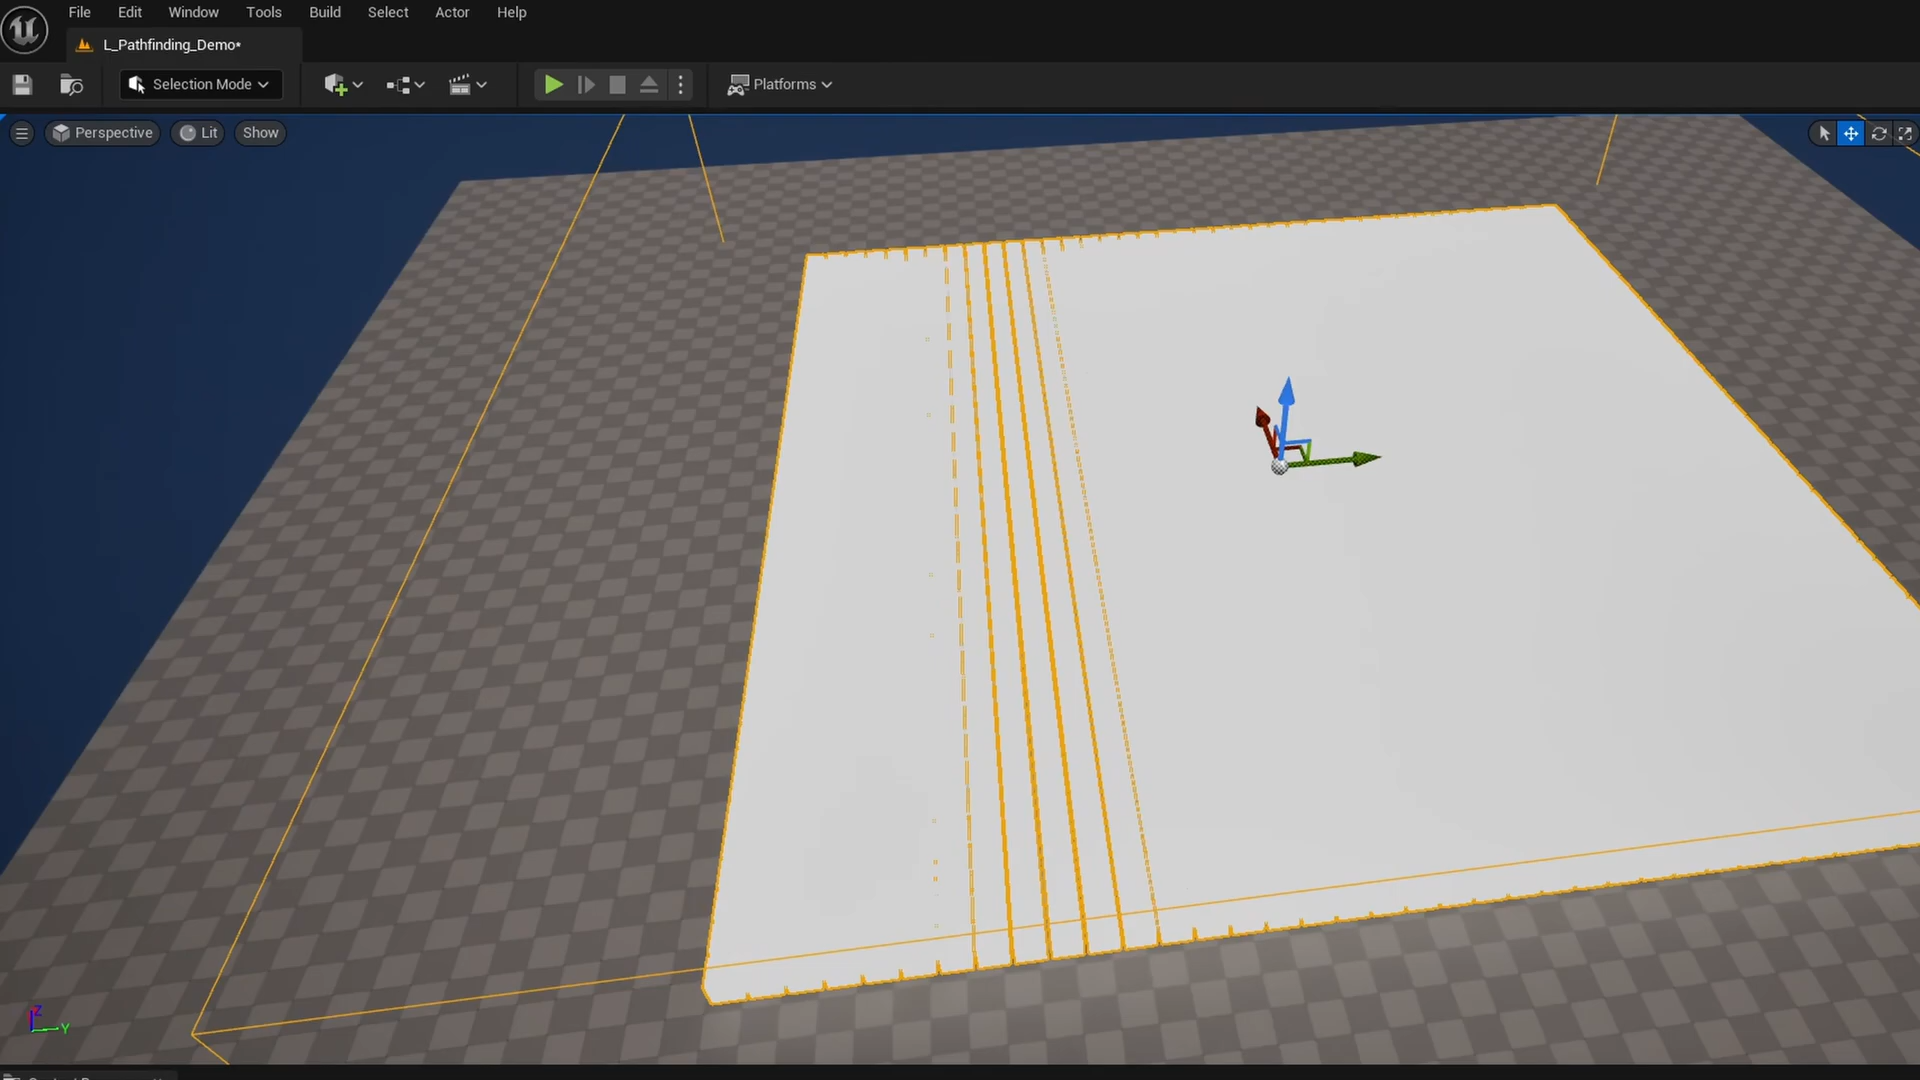 File Edit Window Tools Build Select Actor Help
L_Pathfinding_Demo*
Selection Mode Platforms
Perspective Lit Show
Z
Y